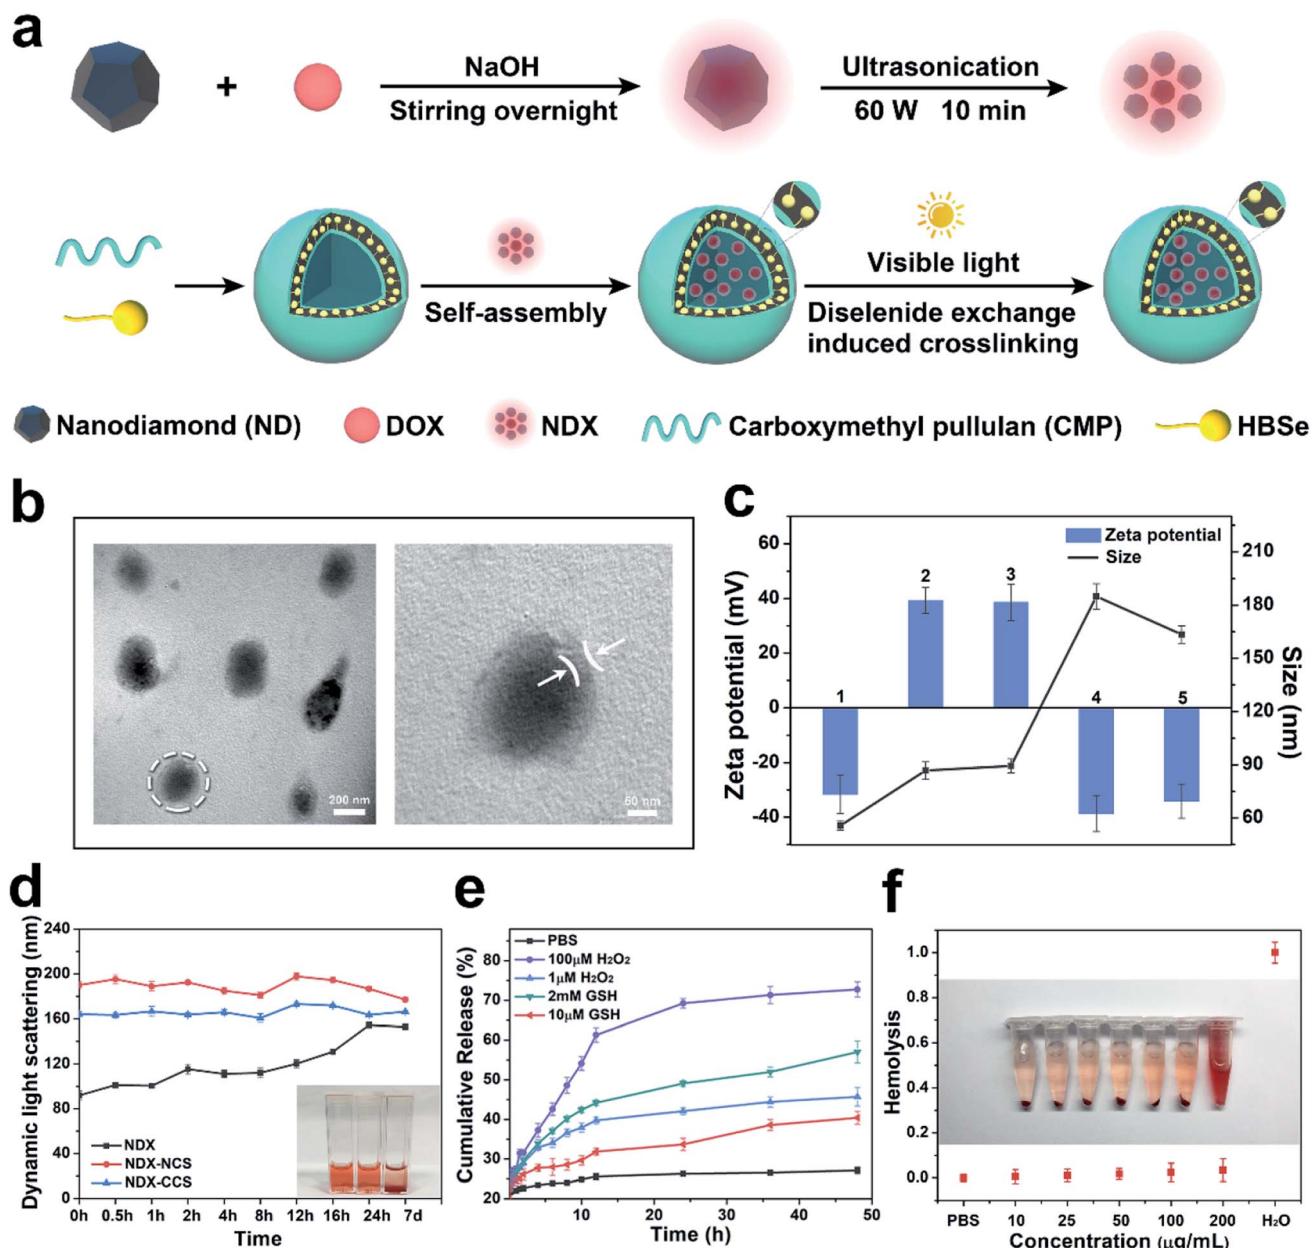 a
+
NaOH
Stirring overnight
Ultrasonication
60 W 10 min
Self-assembly
Visible light
Diselenide exchange
induced crosslinking
Nanodiamond (ND)
DOX
NDX
Carboxymethyl pullulan (CMP)
HBSe
b
200 nm
50 nm
c
Zeta potential (mV)
60
40
20
0
-20
-40
Zeta potential
Size
1
2
3
4
5
210
180
150
120
90
60
Size (nm)
d
Dynamic light scattering (nm)
240
200
160
120
80
40
0
NDX
NDX-NCS
NDX-CCS
0h 0.5h 1h 2h 4h 8h 12h 16h 24h 7d
Time
e
Cumulative Release (%)
80
70
60
50
40
30
20
PBS
100μM H₂O₂
1μM H₂O₂
2mM GSH
10μM GSH
10 20 30 40 50
Time (h)
f
Hemolysis
1.0
0.8
0.6
0.4
0.2
0.0
PBS 10 25 50 100 200 H₂O
Concentration (μg/mL)